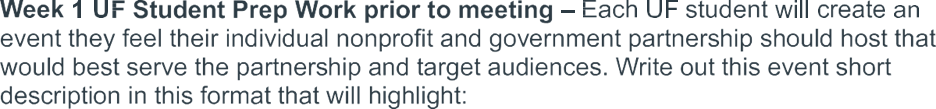 Week 1 UF Student Prep Work prior to meeting – Each UF student will create an
event they feel their individual nonprofit and government partnership should host that
would best serve the partnership and target audiences. Write out this event short
description in this format that will highlight: